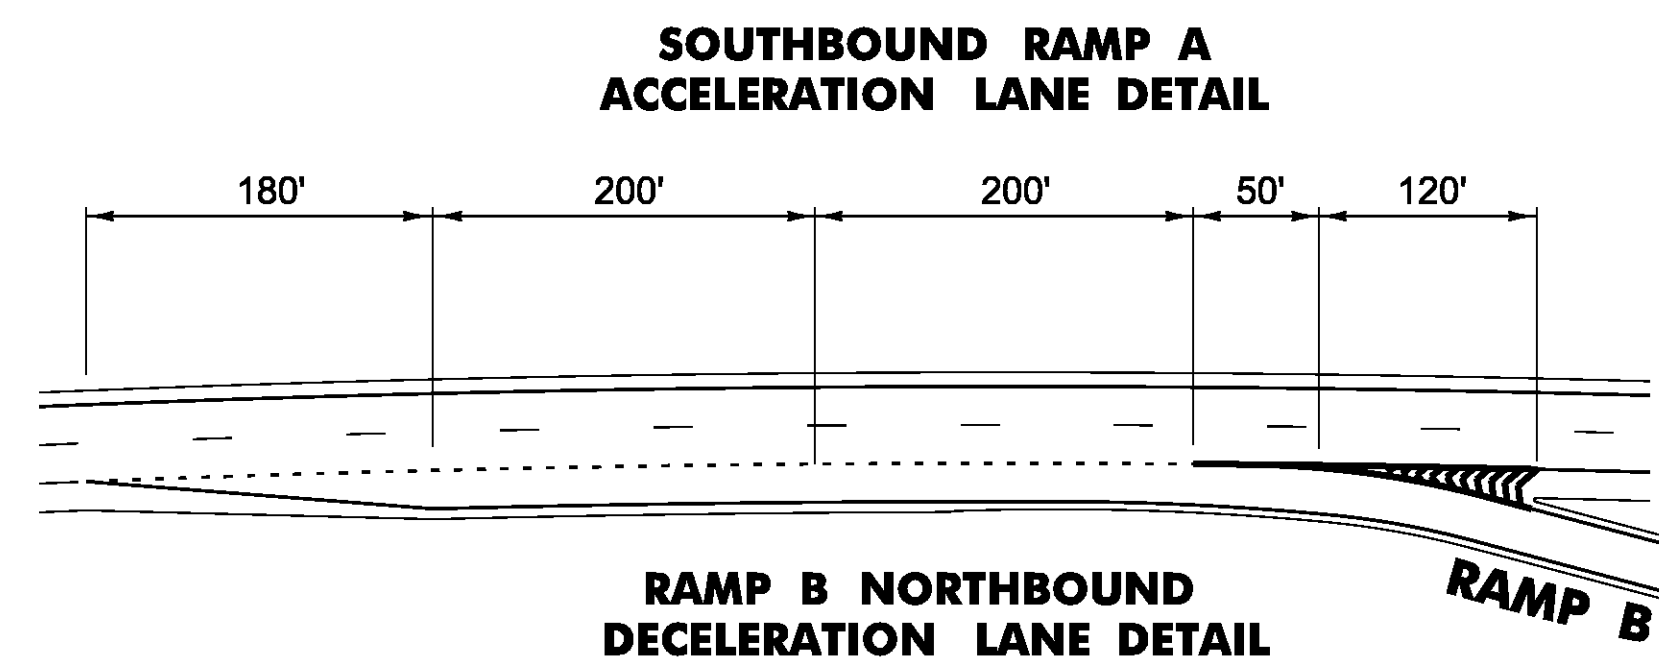 SOUTHBOUND RAMP A
ACCELERATION LANE DETAIL
180' 200' 200' 50' 120'
RAMP B NORTHBOUND
DECELERATION LANE DETAIL
RAMP B